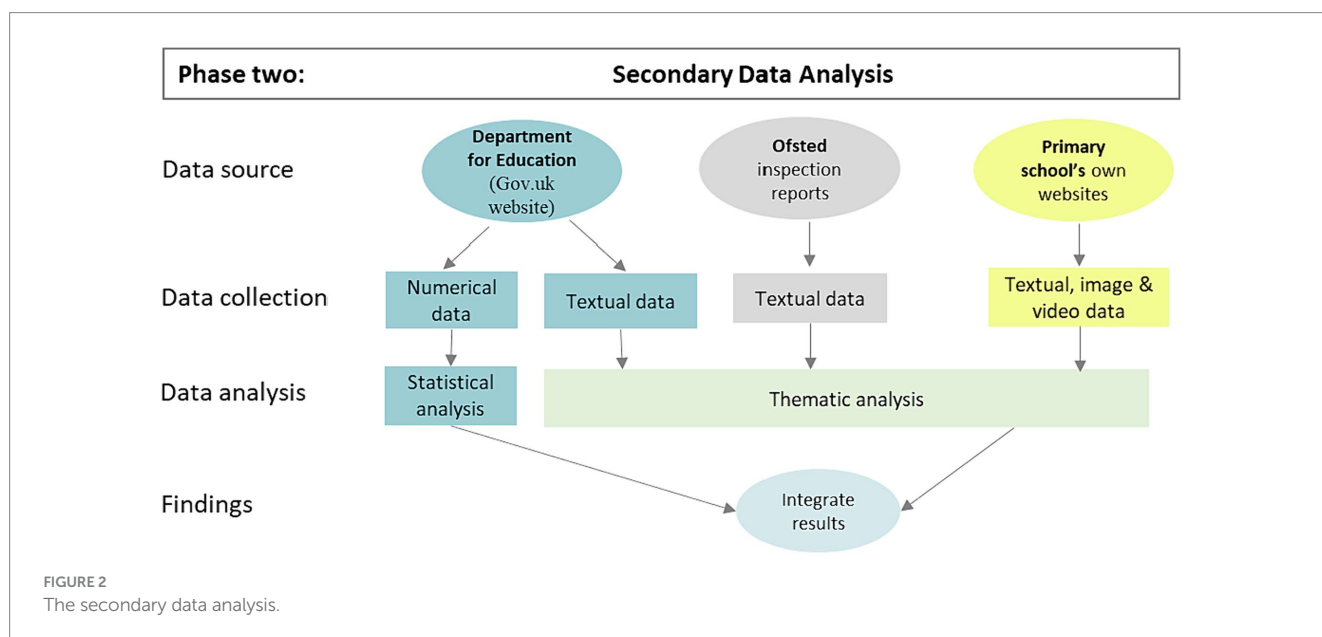 Phase two: Secondary Data Analysis
Data source
Department
for Education
(Gov.uk
website)
Ofsted
inspection
reports
Primary
school's own
websites
Data collection
Numerical
data
Textual data
Textual data
Textual, image &
video data
Data analysis
Statistical
analysis
Thematic analysis
Findings
Integrate
results
FIGURE 2
The secondary data analysis.